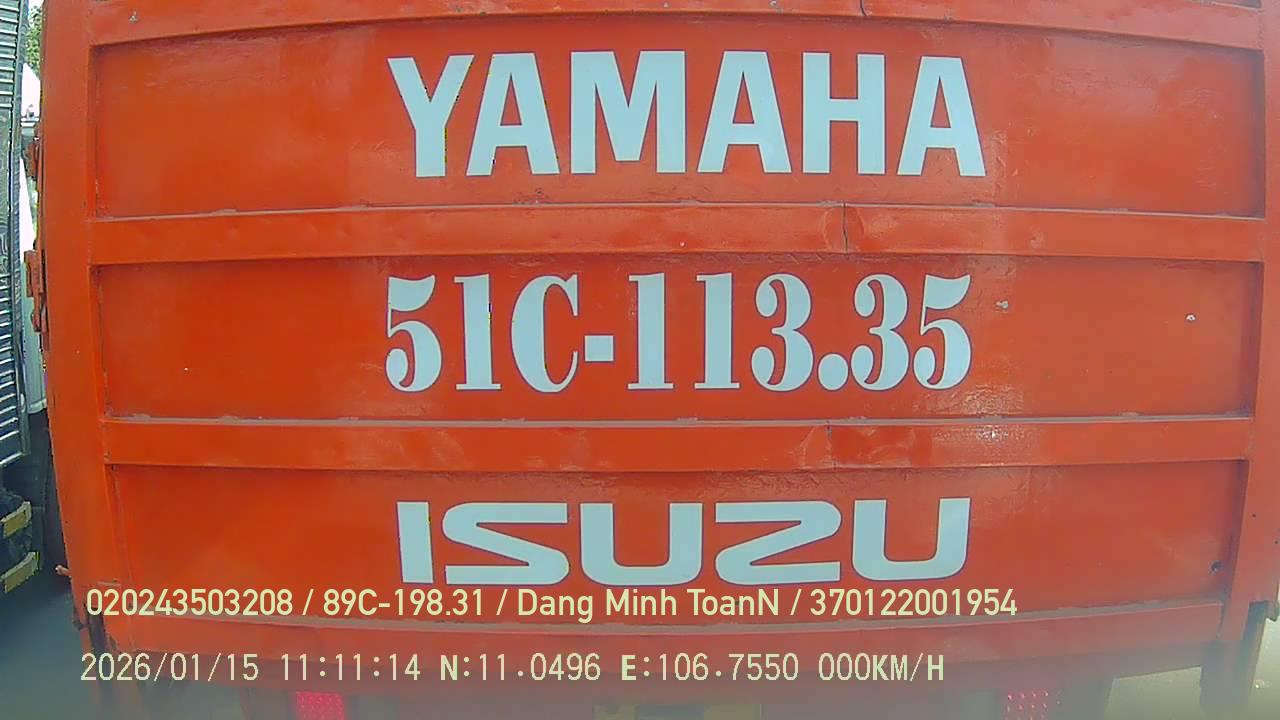 YAMAHA
51C-113.35
ISUZU
020243503208 / 89C-198.31 / Dang Minh ToanN / 370122001954
2026/01/15 11:11:14 N:11.0496 E:106.7550 000KM/H